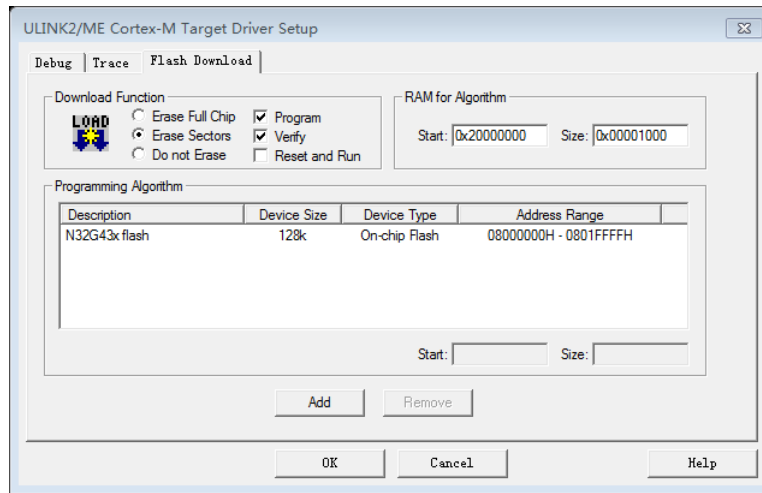 ULINK2/ME Cortex-M Target Driver Setup
Debug Trace Flash Download
Download Function
LOAD
Erase Full Chip
Erase Sectors
Do not Erase
Program
Verify
Reset and Run
RAM for Algorithm
Start: 0x20000000 Size: 0x00001000
Programming Algorithm
Description Device Size Device Type Address Range
N32G43x flash 128k On-chip Flash 08000000H - 0801FFFFH
Start: Size:
Add Remove
OK Cancel Help